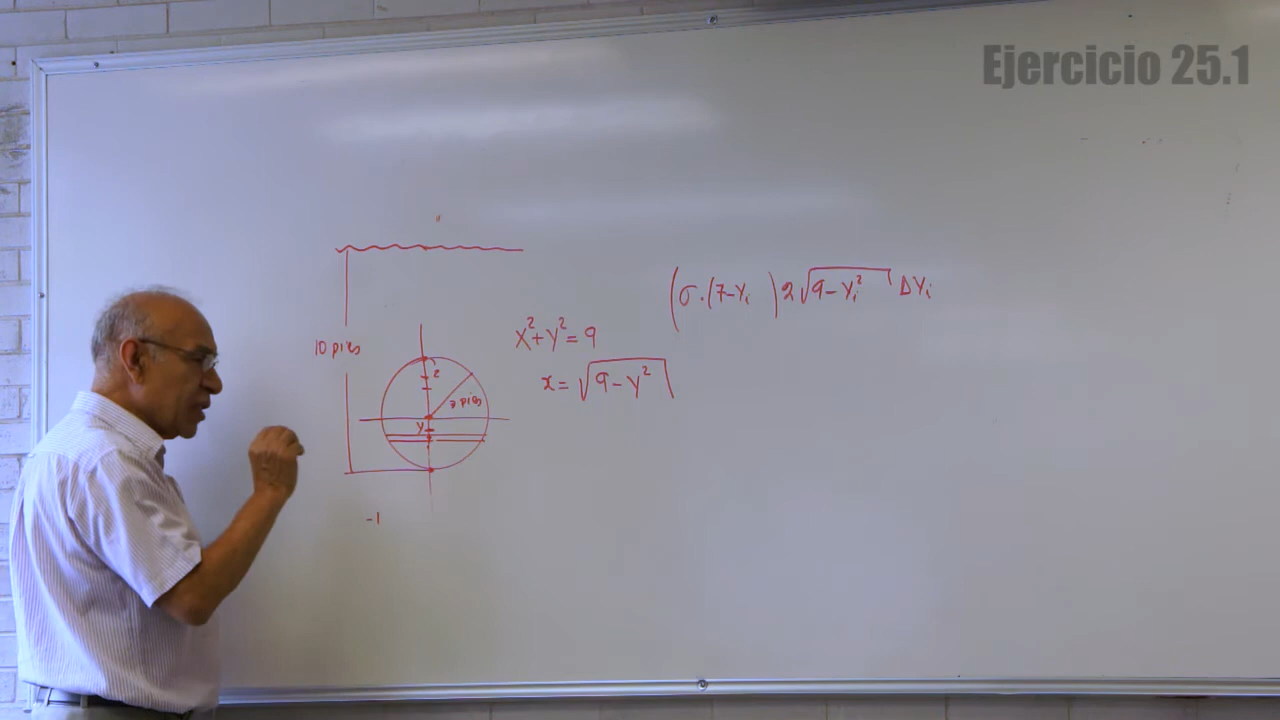 Ejercicio 25.1
(σ·(7-yᵢ )2√(9-yᵢ²) Δyᵢ
x²+y²=9
10 pies
x=√(9-y²)
2
3 pies
y
-1